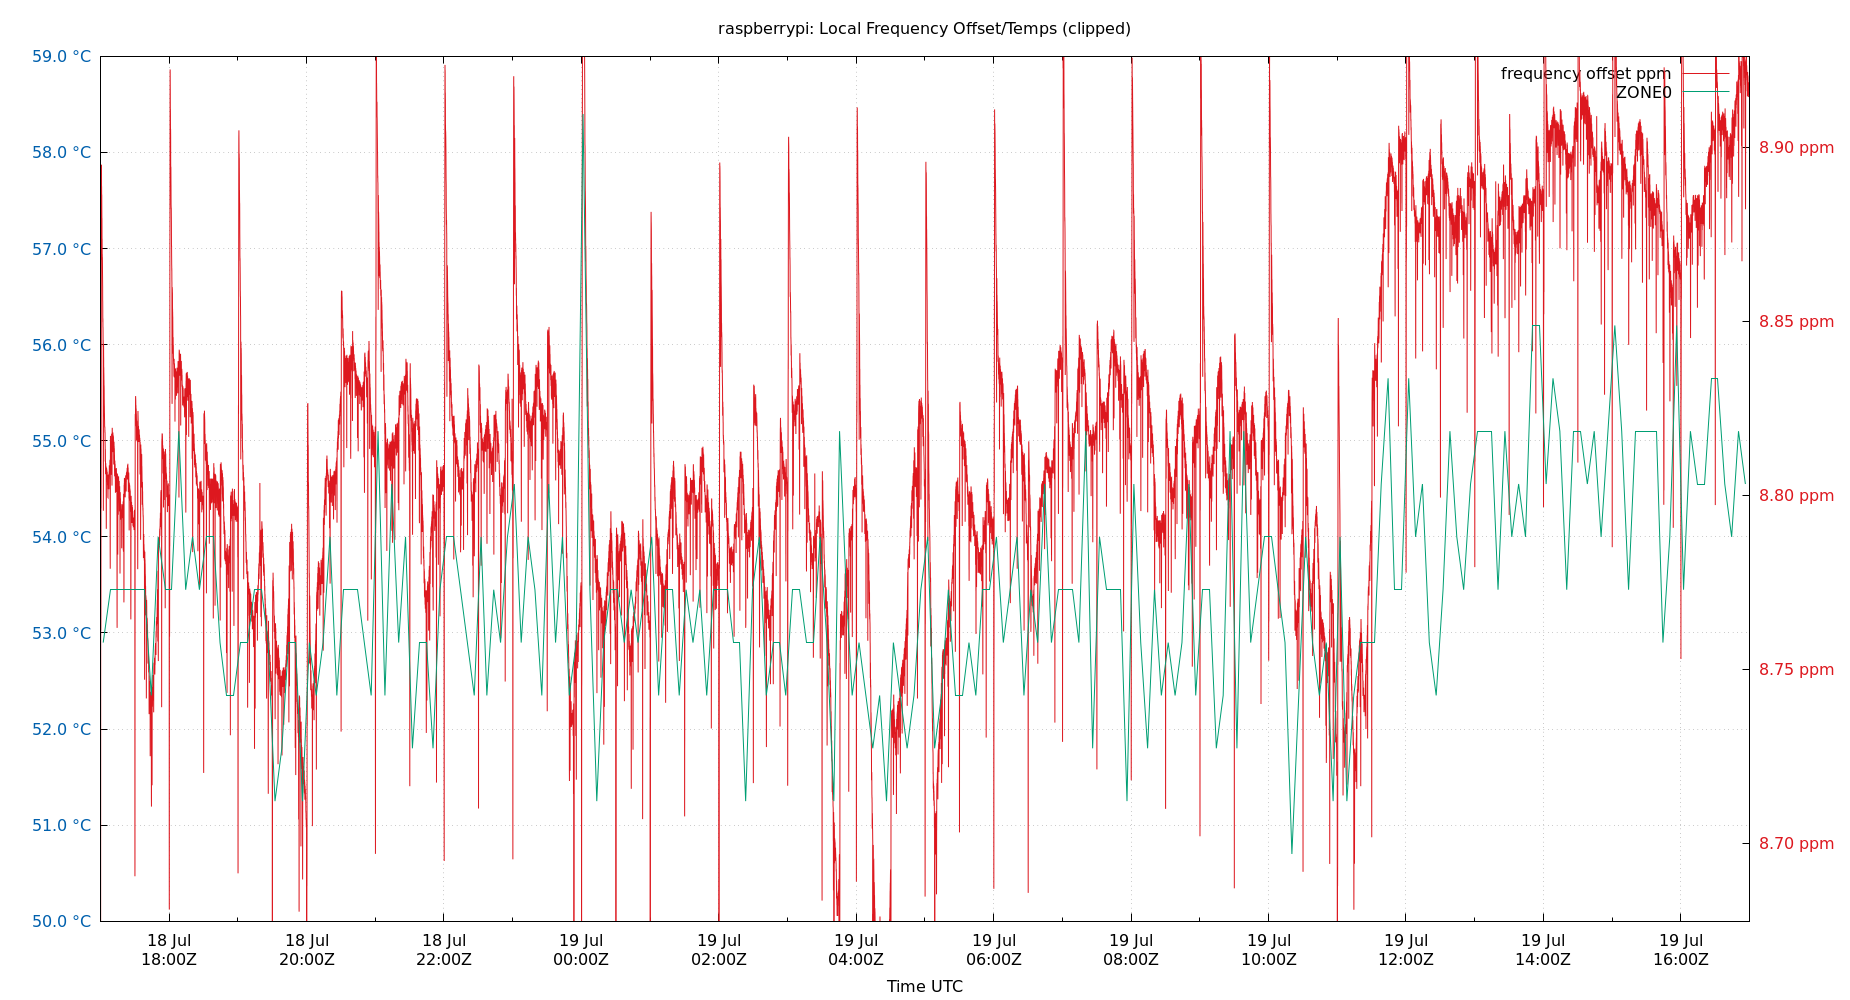 raspberrypi: Local Frequency Offset/Temps (clipped)
59.0 °C
58.0 °C
57.0 °C
56.0 °C
55.0 °C
54.0 °C
53.0 °C
52.0 °C
51.0 °C
50.0 °C
frequency offset ppm
ZONE0
8.90 ppm
8.85 ppm
8.80 ppm
8.75 ppm
8.70 ppm
18 Jul
18:00Z
18 Jul
20:00Z
18 Jul
22:00Z
19 Jul
00:00Z
19 Jul
02:00Z
19 Jul
04:00Z
19 Jul
06:00Z
19 Jul
08:00Z
19 Jul
10:00Z
19 Jul
12:00Z
19 Jul
14:00Z
19 Jul
16:00Z
Time UTC